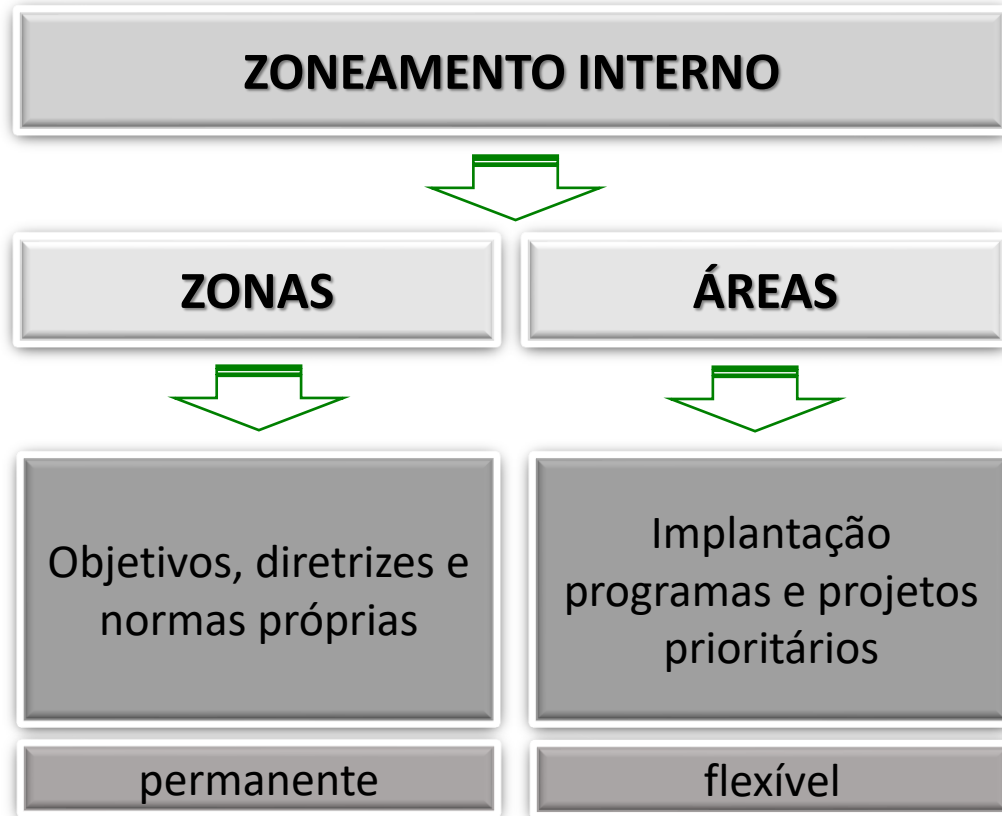 ZONEAMENTO INTERNO
ZONAS
ÁREAS
Objetivos, diretrizes e
normas próprias
Implantação
programas e projetos
prioritários
permanente
flexível